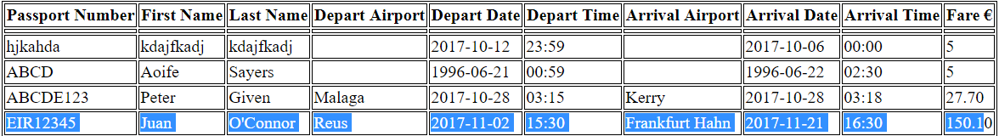 Passport Number First Name Last Name Depart Airport Depart Date Depart Time Arrival Airport Arrival Date Arrival Time Fare €
hjkahda kdajfkadj kdajfkadj 2017-10-12 23:59 2017-10-06 00:00 5
ABCD Aoife Sayers 1996-06-21 00:59 1996-06-22 02:30 5
ABCDE123 Peter Given Malaga 2017-10-28 03:15 Kerry 2017-10-28 03:18 27.70
EIR12345 Juan O'Connor Reus 2017-11-02 15:30 Frankfurt Hahn 2017-11-21 16:30 150.10